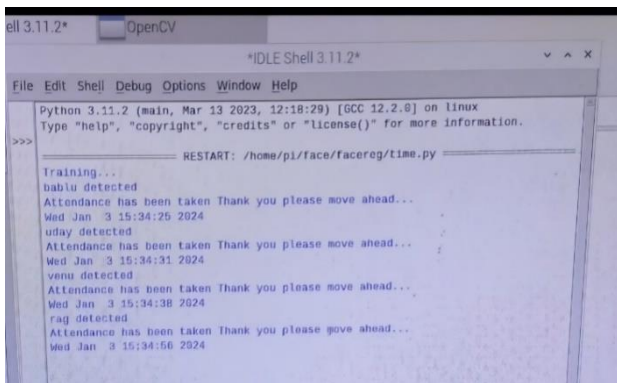 ell 3.11.2*
OpenCV
*IDLE Shell 3.11.2*
File Edit Shell Debug Options Window Help
Python 3.11.2 (main, Mar 13 2023, 12:18:29) [GCC 12.2.0] on linux
Type "help", "copyright", "credits" or "license()" for more information.
>>>
RESTART: /home/pi/face/facereg/time.py
Training...
bablu detected
Attendance has been taken Thank you please move ahead...
Wed Jan 3 15:34:25 2024
uday detected
Attendance has been taken Thank you please move ahead...
Wed Jan 3 15:34:31 2024
venu detected
Attendance has been taken Thank you please move ahead...
Wed Jan 3 15:34:38 2024
rag detected
Attendance has been taken Thank you please move ahead...
Wed Jan 3 15:34:56 2024